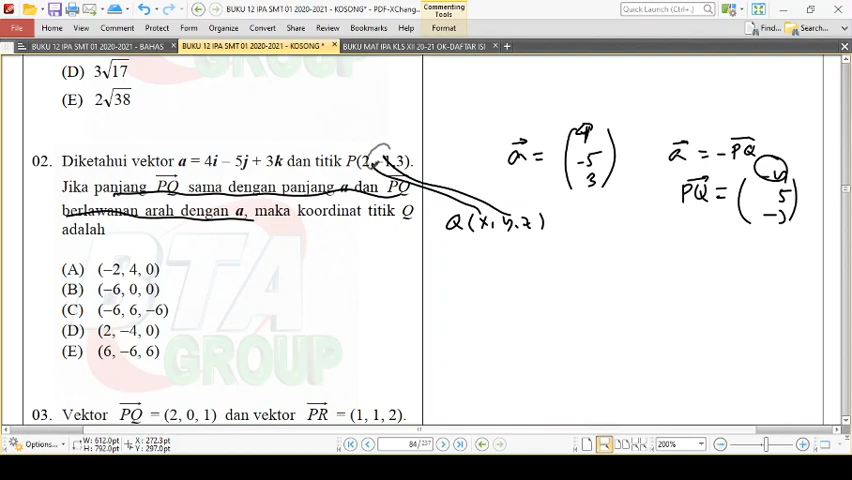 BUKU 12 IPA SMT 01 2020-2021 - KOSONG* - PDF-XChang
Commenting Tools
Quick Launch (Ctrl+.)
File
Home
View
Comment
Protect
Form
Organize
Convert
Share
Review
Bookmarks
Help
Format
Find...
Search...
BUKU 12 IPA SMT 01 2020-2021 - BAHAS
BUKU 12 IPA SMT 01 2020-2021 - KOSONG *
BUKU MAT IPA KLS XII 20-21 OK-DAFTAR ISI
(D) 3√17
(E) 2√38
02. Diketahui vektor a = 4i – 5j + 3k dan titik P(2, –1,3).
Jika panjang PQ sama dengan panjang a dan PQ
berlawanan arah dengan a, maka koordinat titik Q
adalah
(A) (–2, 4, 0)
(B) (–6, 0, 0)
(C) (–6, 6, –6)
(D) (2, –4, 0)
(E) (6, –6, 6)
03. Vektor PQ = (2, 0, 1) dan vektor PR = (1, 1, 2).
a = (4 -5 3)
a = -PQ
PQ = (-4 5 -3)
Q (x, y, z)
BTA
GROUP
Options...
W: 612.0pt
H: 792.0pt
X: 272.3pt
Y: 297.0pt
84 /237
200%